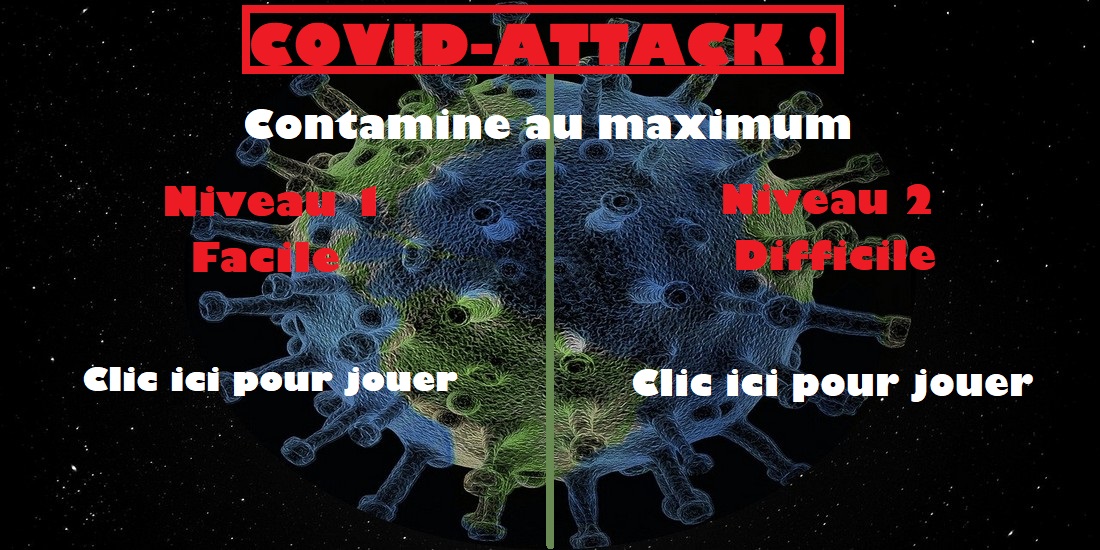 COVID-ATTACK !
Contamine au maximum
Niveau 1
Facile
Clic ici pour jouer
Niveau 2
Difficile
Clic ici pour jouer